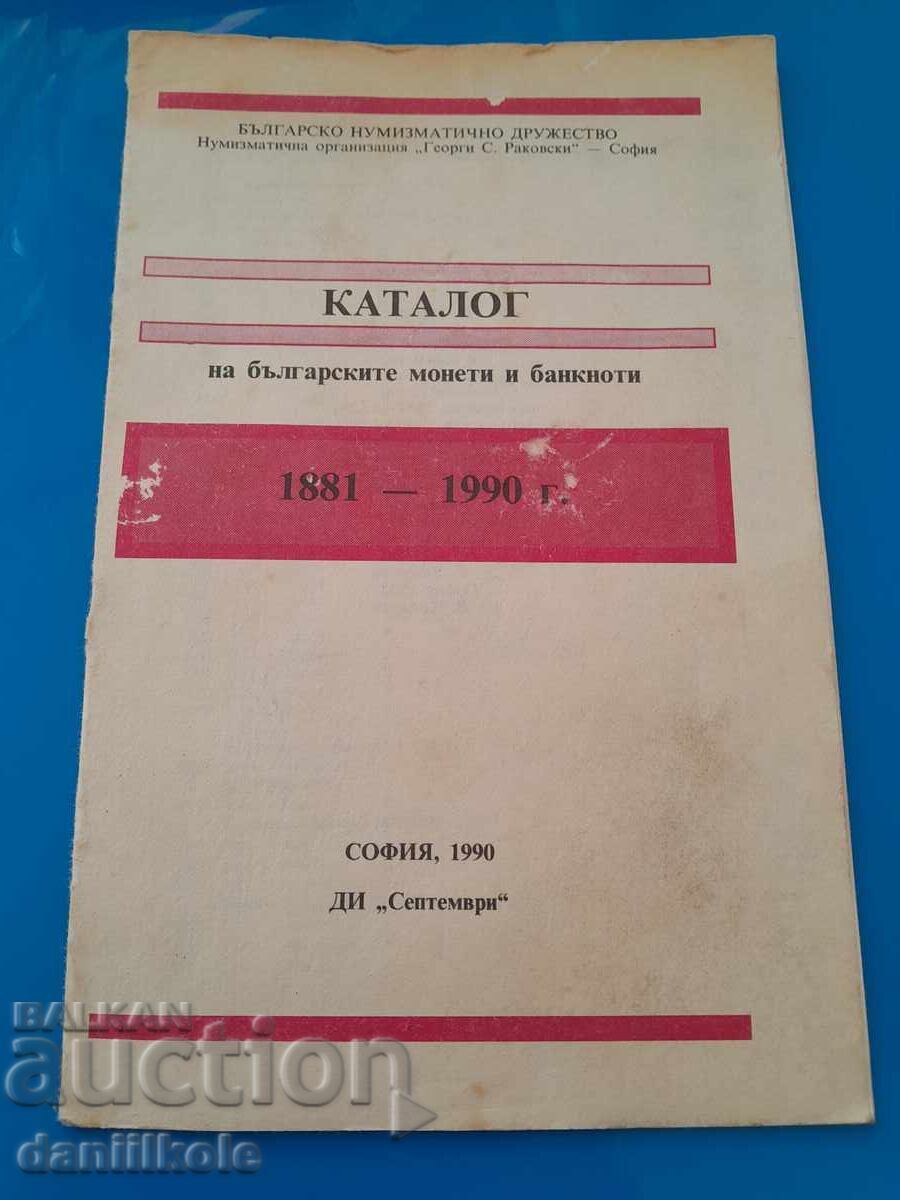 БЪЛГАРСКО НУМИЗМАТИЧНО ДРУЖЕСТВО
Нумизматична организация „Георги С. Раковски“ — София
КАТАЛОГ
на българските монети и банкноти
1881 — 1990 г.
СОФИЯ, 1990
ДИ „Септември“
BALKAN
auction
daniilkole